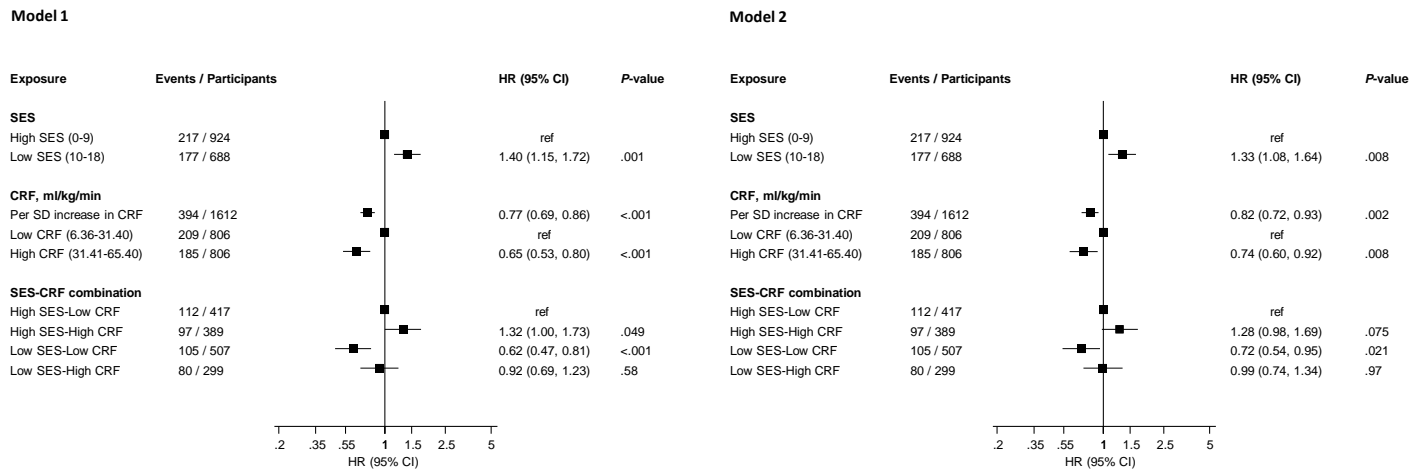 Model 1
Exposure Events / Participants HR (95% CI) P-value
SES
High SES (0-9) 217 / 924 ref
Low SES (10-18) 177 / 688 1.40 (1.15, 1.72) .001
CRF, ml/kg/min
Per SD increase in CRF 394 / 1612 0.77 (0.69, 0.86) <.001
Low CRF (6.36-31.40) 209 / 806 ref
High CRF (31.41-65.40) 185 / 806 0.65 (0.53, 0.80) <.001
SES-CRF combination
High SES-Low CRF 112 / 417 ref
High SES-High CRF 97 / 389 1.32 (1.00, 1.73) .049
Low SES-Low CRF 105 / 507 0.62 (0.47, 0.81) <.001
Low SES-High CRF 80 / 299 0.92 (0.69, 1.23) .58
.2 .35 .55 1 1.5 2.5 5
HR (95% CI)
Model 2
Exposure Events / Participants HR (95% CI) P-value
SES
High SES (0-9) 217 / 924 ref
Low SES (10-18) 177 / 688 1.33 (1.08, 1.64) .008
CRF, ml/kg/min
Per SD increase in CRF 394 / 1612 0.82 (0.72, 0.93) .002
Low CRF (6.36-31.40) 209 / 806 ref
High CRF (31.41-65.40) 185 / 806 0.74 (0.60, 0.92) .008
SES-CRF combination
High SES-Low CRF 112 / 417 ref
High SES-High CRF 97 / 389 1.28 (0.98, 1.69) .075
Low SES-Low CRF 105 / 507 0.72 (0.54, 0.95) .021
Low SES-High CRF 80 / 299 0.99 (0.74, 1.34) .97
.2 .35 .55 1 1.5 2.5 5
HR (95% CI)